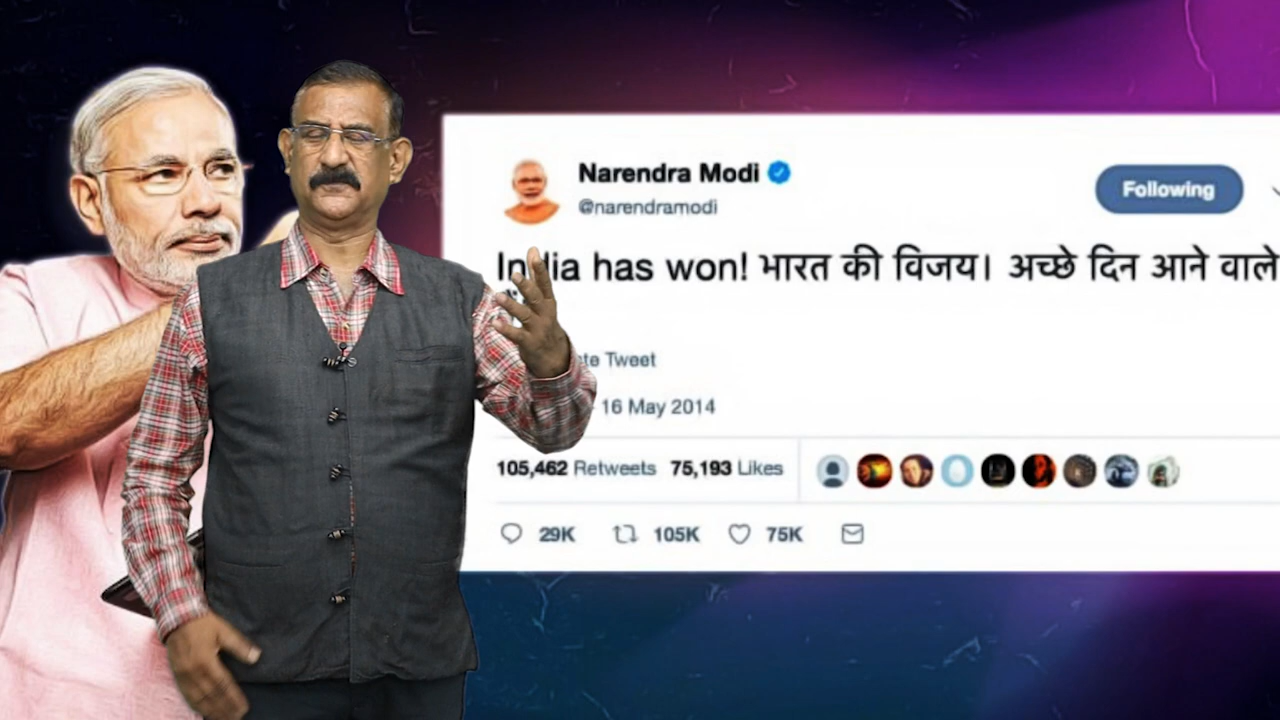 Narendra Modi
@narendramodi
Following
India has won! भारत की विजय। अच्छे दिन आने वाले
Tweet
16 May 2014
105,462 Retweets 75,193 Likes
29K 105K 75K